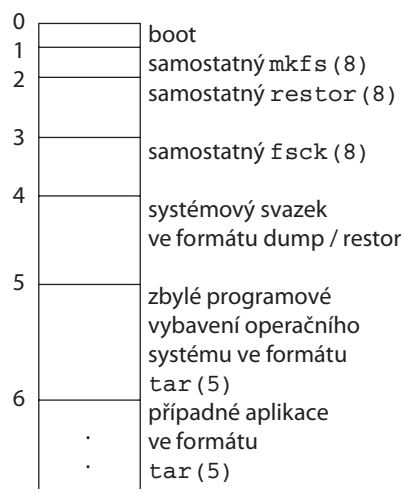 0
boot
1
samostatný mkfs(8)
2
samostatný restor(8)
3
samostatný fsck(8)
4
systémový svazek
ve formátu dump / restor
5
zbylé programové
vybavení operačního
systému ve formátu
tar(5)
6
případné aplikace
ve formátu
tar(5)